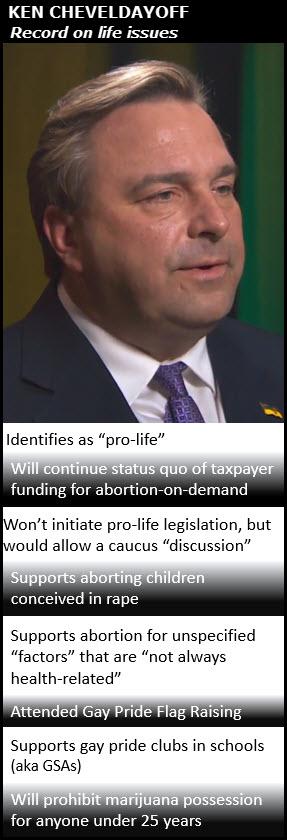 KEN CHEVELDAYOFF
Record on life issues
Identifies as “pro-life”
Will continue status quo of taxpayer
funding for abortion-on-demand
Won’t initiate pro-life legislation, but
would allow a caucus “discussion”
Supports aborting children
conceived in rape
Supports abortion for unspecified
“factors” that are “not always
health-related”
Attended Gay Pride Flag Raising
Supports gay pride clubs in schools
(aka GSAs)
Will prohibit marijuana possession
for anyone under 25 years